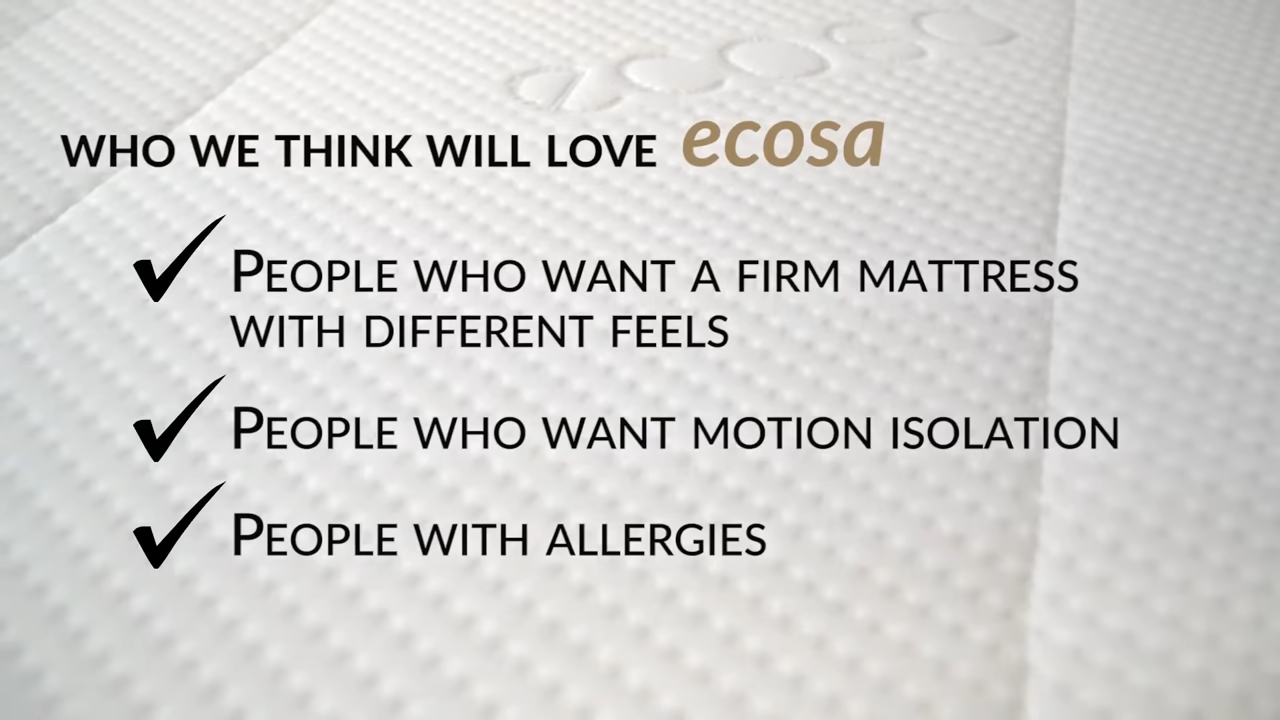 WHO WE THINK WILL LOVE ecosa
PEOPLE WHO WANT A FIRM MATTRESS
WITH DIFFERENT FEELS
PEOPLE WHO WANT MOTION ISOLATION
PEOPLE WITH ALLERGIES